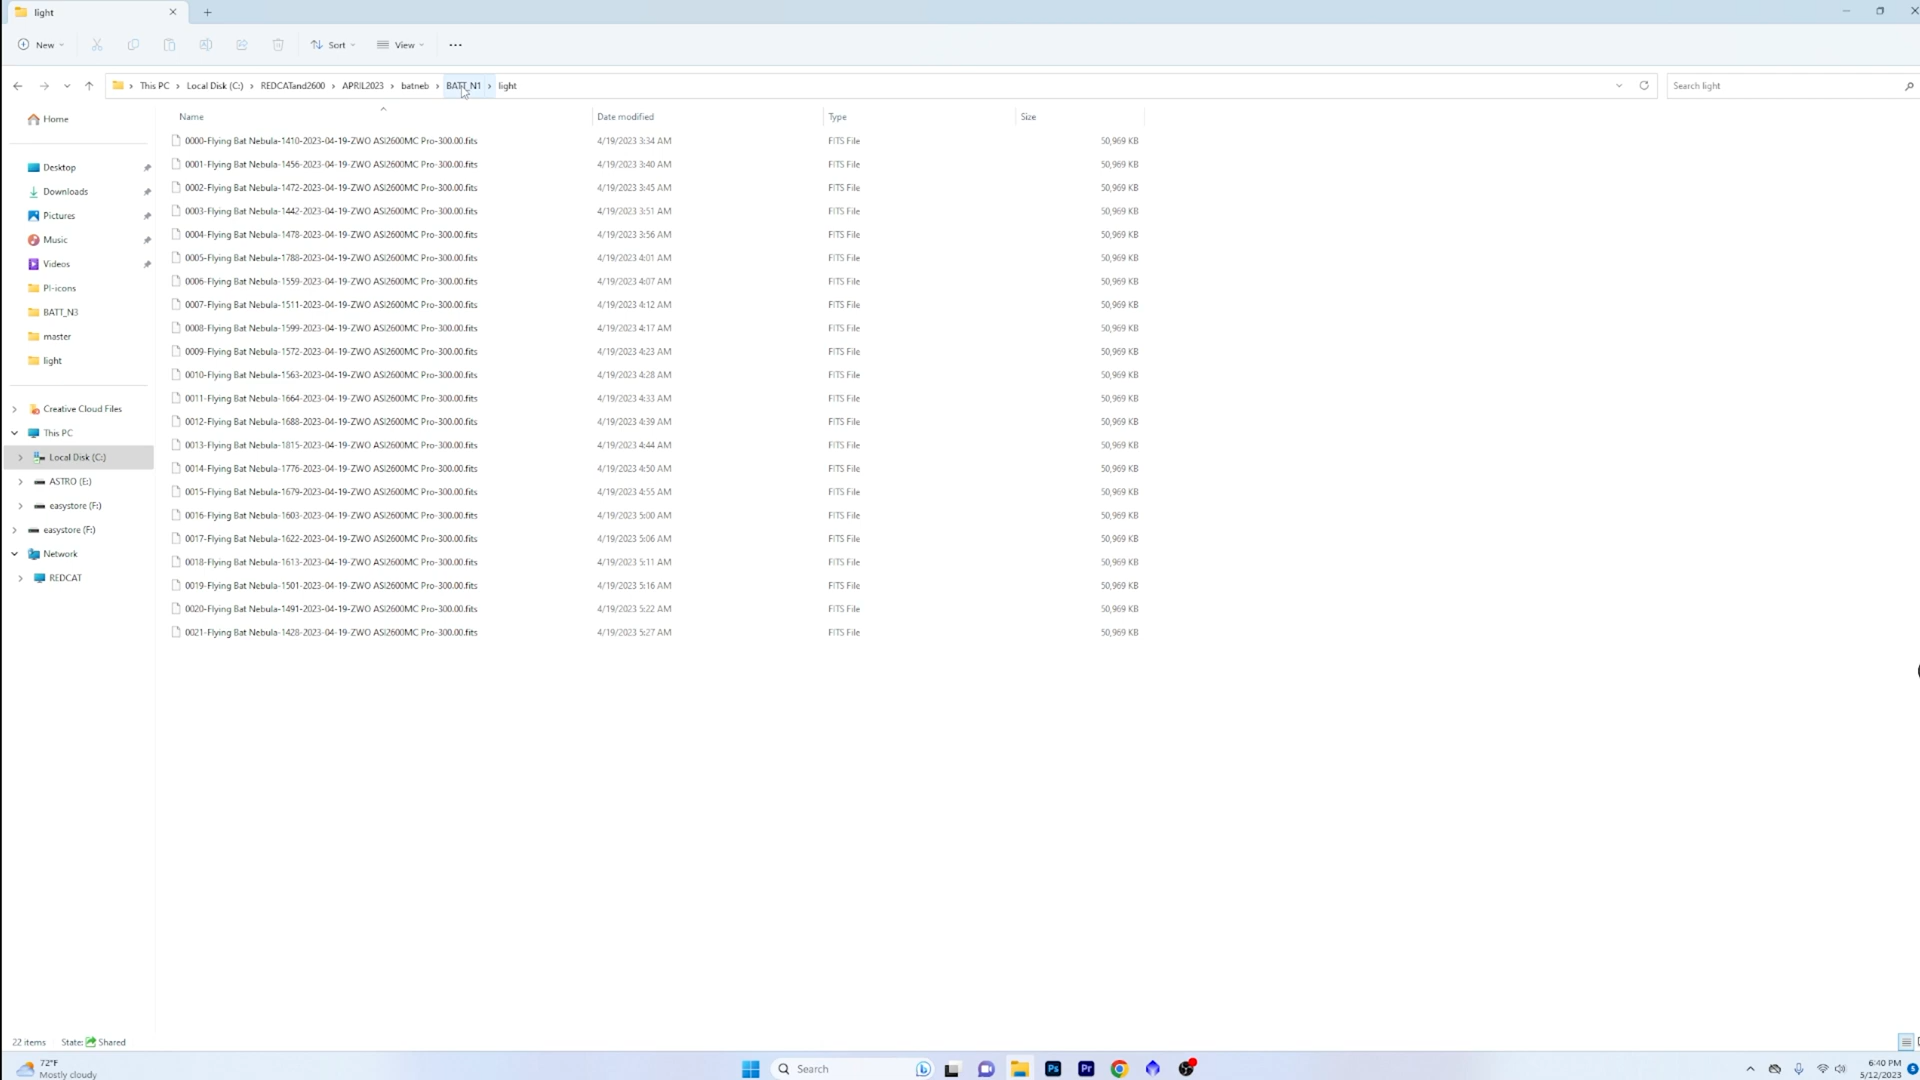 light
New
Sort
View
This PC
Local Disk (C:)
REDCATand2600
APRIL2023
batneb
BATT_N1
light
Search light
Name
Date modified
Type
Size
0000-Flying Bat Nebula-1410-2023-04-19-ZWO ASI2600MC Pro-300.00.fits 4/19/2023 3:34 AM FITS File 50,969 KB
0001-Flying Bat Nebula-1456-2023-04-19-ZWO ASI2600MC Pro-300.00.fits 4/19/2023 3:40 AM FITS File 50,969 KB
0002-Flying Bat Nebula-1472-2023-04-19-ZWO ASI2600MC Pro-300.00.fits 4/19/2023 3:45 AM FITS File 50,969 KB
0003-Flying Bat Nebula-1442-2023-04-19-ZWO ASI2600MC Pro-300.00.fits 4/19/2023 3:51 AM FITS File 50,969 KB
0004-Flying Bat Nebula-1478-2023-04-19-ZWO ASI2600MC Pro-300.00.fits 4/19/2023 3:56 AM FITS File 50,969 KB
0005-Flying Bat Nebula-1788-2023-04-19-ZWO ASI2600MC Pro-300.00.fits 4/19/2023 4:01 AM FITS File 50,969 KB
0006-Flying Bat Nebula-1559-2023-04-19-ZWO ASI2600MC Pro-300.00.fits 4/19/2023 4:07 AM FITS File 50,969 KB
0007-Flying Bat Nebula-1511-2023-04-19-ZWO ASI2600MC Pro-300.00.fits 4/19/2023 4:12 AM FITS File 50,969 KB
0008-Flying Bat Nebula-1599-2023-04-19-ZWO ASI2600MC Pro-300.00.fits 4/19/2023 4:17 AM FITS File 50,969 KB
0009-Flying Bat Nebula-1572-2023-04-19-ZWO ASI2600MC Pro-300.00.fits 4/19/2023 4:23 AM FITS File 50,969 KB
0010-Flying Bat Nebula-1563-2023-04-19-ZWO ASI2600MC Pro-300.00.fits 4/19/2023 4:28 AM FITS File 50,969 KB
0011-Flying Bat Nebula-1664-2023-04-19-ZWO ASI2600MC Pro-300.00.fits 4/19/2023 4:33 AM FITS File 50,969 KB
0012-Flying Bat Nebula-1688-2023-04-19-ZWO ASI2600MC Pro-300.00.fits 4/19/2023 4:39 AM FITS File 50,969 KB
0013-Flying Bat Nebula-1815-2023-04-19-ZWO ASI2600MC Pro-300.00.fits 4/19/2023 4:44 AM FITS File 50,969 KB
0014-Flying Bat Nebula-1776-2023-04-19-ZWO ASI2600MC Pro-300.00.fits 4/19/2023 4:50 AM FITS File 50,969 KB
0015-Flying Bat Nebula-1679-2023-04-19-ZWO ASI2600MC Pro-300.00.fits 4/19/2023 4:55 AM FITS File 50,969 KB
0016-Flying Bat Nebula-1603-2023-04-19-ZWO ASI2600MC Pro-300.00.fits 4/19/2023 5:00 AM FITS File 50,969 KB
0017-Flying Bat Nebula-1622-2023-04-19-ZWO ASI2600MC Pro-300.00.fits 4/19/2023 5:06 AM FITS File 50,969 KB
0018-Flying Bat Nebula-1613-2023-04-19-ZWO ASI2600MC Pro-300.00.fits 4/19/2023 5:11 AM FITS File 50,969 KB
0019-Flying Bat Nebula-1501-2023-04-19-ZWO ASI2600MC Pro-300.00.fits 4/19/2023 5:16 AM FITS File 50,969 KB
0020-Flying Bat Nebula-1491-2023-04-19-ZWO ASI2600MC Pro-300.00.fits 4/19/2023 5:22 AM FITS File 50,969 KB
0021-Flying Bat Nebula-1428-2023-04-19-ZWO ASI2600MC Pro-300.00.fits 4/19/2023 5:27 AM FITS File 50,969 KB
Home
Desktop
Downloads
Pictures
Music
Videos
PI-icons
BATT_N3
master
light
Creative Cloud Files
This PC
Local Disk (C:)
ASTRO (E:)
easystore (F:)
easystore (F:)
Network
REDCAT
22 items
State: Shared
72°F
Mostly cloudy
Search
Ps
Pr
6:40 PM
5/12/2023
5